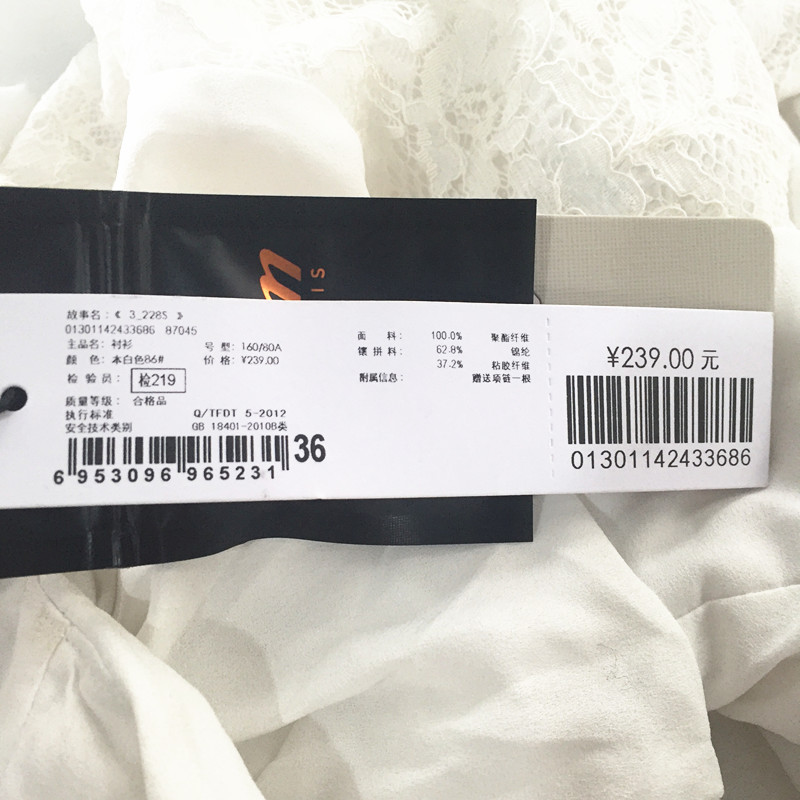 m
IS
故事名：《 3_228S 》
01301142433686 87045
主品名：衬衫 号 型：160/80A
颜 色：本白色86# 价 格：¥239.00
检 验 员： 检219
质量等级： 合格品
执行标准 Q/TFDT 5-2012
安全技术类别 GB 18401-2010B类
6 953096 965231 36
面 料： 100.0% 聚酯纤维
镶 拼 料： 62.8% 锦纶
37.2% 粘胶纤维
附属信息： 赠送项链一根
¥239.00 元
01301142433686